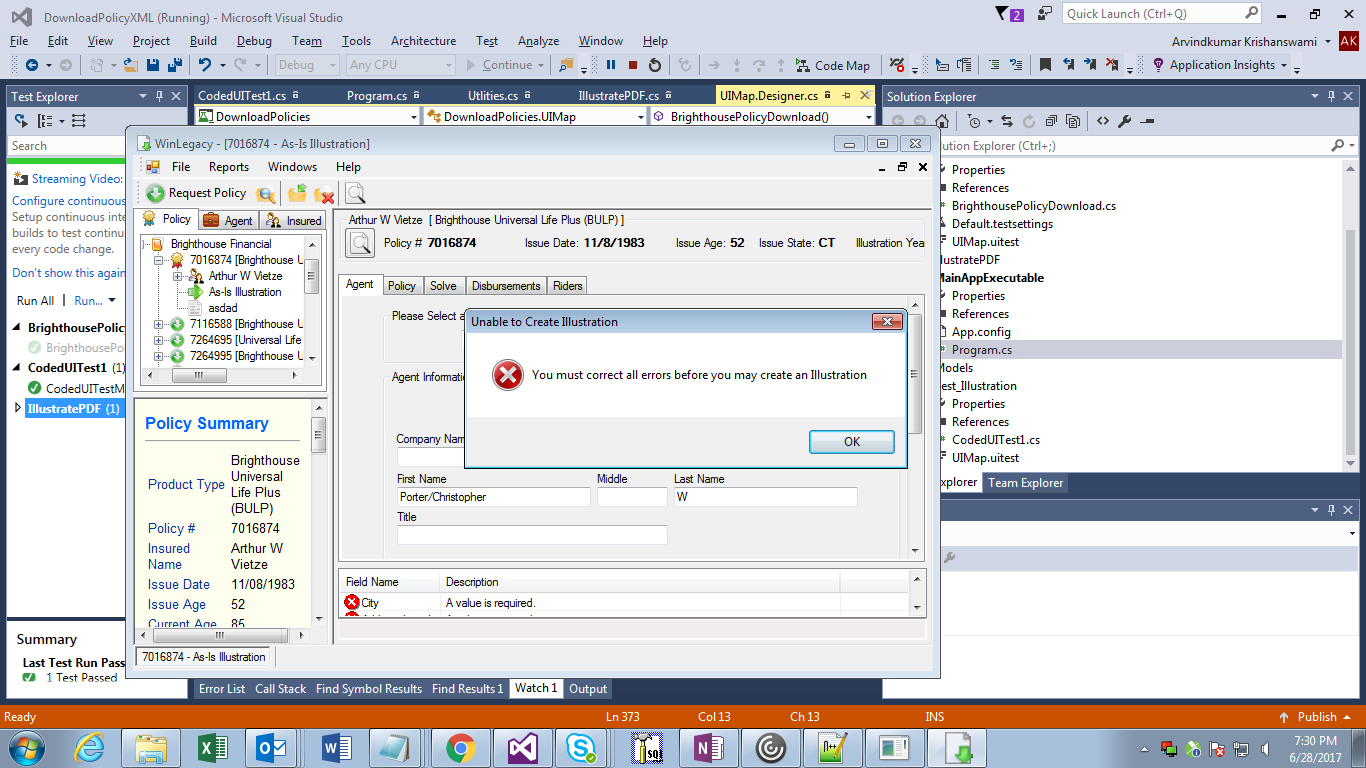 DownloadPolicyXML (Running) - Microsoft Visual Studio
2
Quick Launch (Ctrl+Q)
File Edit View Project Build Debug Team Tools Architecture Test Analyze Window Help
Arvindkumar Krishanswami AK
Debug Any CPU Continue Code Map Application Insights
Test Explorer
CodedUITest1.cs Program.cs Utlities.cs IllustratePDF.cs UIMap.Designer.cs
Solution Explorer
DownloadPolicies DownloadPolicies.UIMap BrighthousePolicyDownload()
Search
Streaming Video:
Configure continuous
Setup continuous inte
builds to test continu
every code change.
Don't show this again
Run All Run...
BrighthousePolicy
BrighthousePo
CodedUITest1 (1)
CodedUITestM
IllustratePDF (1)
Summary
Last Test Run Pass
1 Test Passed
WinLegacy - [7016874 - As-Is Illustration]
File Reports Windows Help
Request Policy
Policy Agent Insured
Brighthouse Financial
7016874 [Brighthouse U
Arthur W Vietze
As-Is Illustration
asdad
7116588 [Brighthouse U
7264695 [Universal Life
7264995 [Brighthouse U
Policy Summary
Product Type Brighthouse
Universal
Life Plus
(BULP)
Policy # 7016874
Insured Name Arthur W Vietze
Issue Date 11/08/1983
Issue Age 52
Current Age 85
7016874 - As-Is Illustration
Arthur W Vietze [ Brighthouse Universal Life Plus (BULP) ]
Policy # 7016874 Issue Date: 11/8/1983 Issue Age: 52 Issue State: CT Illustration Year
Agent Policy Solve Disbursements Riders
Please Select a
Agent Informatio
Company Nam
First Name Middle Last Name
Porter/Christopher W
Title
Unable to Create Illustration
You must correct all errors before you may create an Illustration
OK
Field Name Description
City A value is required.
ution Explorer (Ctrl+;)
Properties
References
BrighthousePolicyDownload.cs
Default.testsettings
UIMap.uitest
lustratePDF
MainAppExecutable
Properties
References
App.config
Program.cs
Models
est_Illustration
Properties
References
CodedUITest1.cs
UIMap.uitest
xplorer Team Explorer
Error List Call Stack Find Symbol Results Find Results 1 Watch 1 Output
Ready Ln 373 Col 13 Ch 13 INS Publish
7:30 PM
6/28/2017